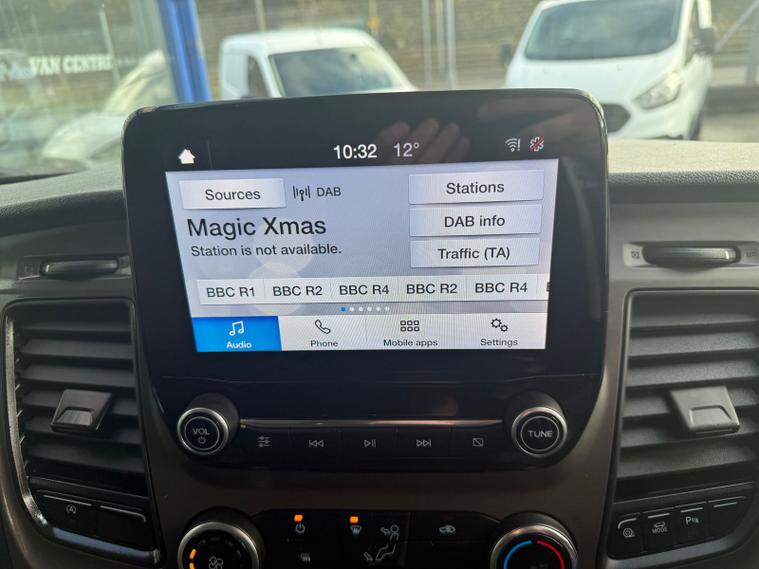 VAN CENTRE
10:32 12°
Sources DAB Stations
Magic Xmas
DAB info
Station is not available.
Traffic (TA)
BBC R1 BBC R2 BBC R4 BBC R2 BBC R4
Audio Phone Mobile apps Settings
VOL TUNE
A
MODE
P